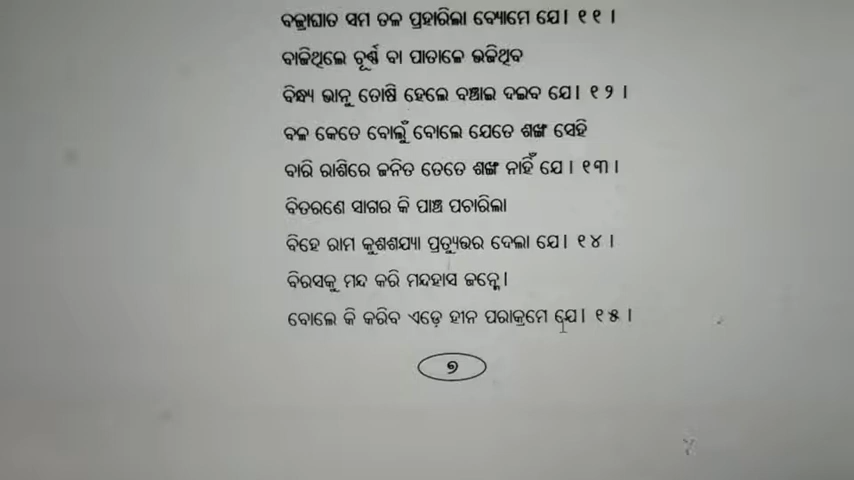 ବଜ୍ରାଘାତ ସମ ତଳ ପ୍ରହାରିଲା ବ୍ୟୋମେ ଯେ। ୧୧ ।
ବାଜିଥିଲେ ଚୂର୍ଣ୍ଣ ବା ପାତାଳେ ଭଜିଥିବ
ବିନ୍ଧ୍ୟ ଭାନୁ ତୋଷି ହେଲେ ବଞ୍ଚାଇ ଦଇବ ଯେ। ୧୨ ।
ବଳ କେତେ ବୋଲୁଁ ବୋଲେ ଯେତେ ଶଙ୍ଖ ସେହି
ବାରି ରାଶିରେ ଜନିତ ତେତେ ଶଙ୍ଖ ନାହିଁ ଯେ। ୧୩।
ବିତରଣେ ସାଗର କି ପାଞ୍ଚ ପଚାରିଲା
ବିହେ ରାମ କୁଶଶଯ୍ୟା ପ୍ରତ୍ୟୁତ୍ତର ଦେଲା ଯେ। ୧୪ ।
ବିରସକୁ ମନ୍ଦ କରି ମନ୍ଦହାସ ଜନ୍ମେ।
ବୋଲେ କି କରିବ ଏଡ଼େ ହୀନ ପରାକ୍ରମେ ଯେ। ୧୫ ।
୭